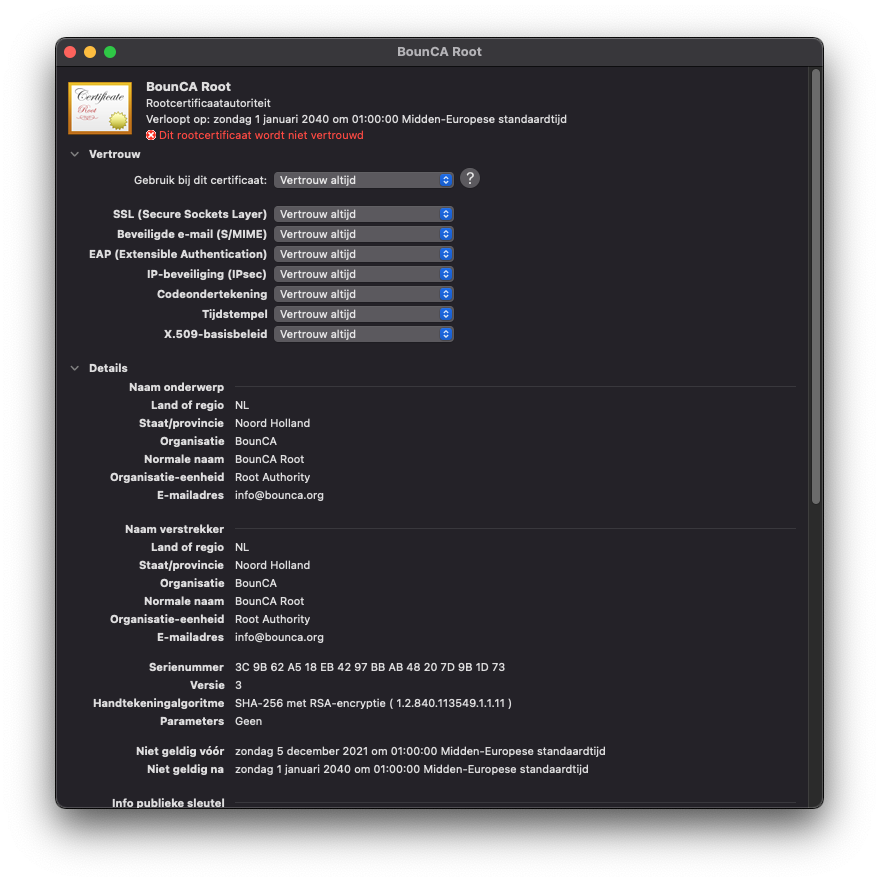 BounCA Root
Certificate
Root
BounCA Root
Rootcertificaatautoriteit
Verloopt op: zondag 1 januari 2040 om 01:00:00 Midden-Europese standaardtijd
Dit rootcertificaat wordt niet vertrouwd
Vertrouw
Gebruik bij dit certificaat: Vertrouw altijd ?
SSL (Secure Sockets Layer) Vertrouw altijd
Beveiligde e-mail (S/MIME) Vertrouw altijd
EAP (Extensible Authentication) Vertrouw altijd
IP-beveiliging (IPsec) Vertrouw altijd
Codeondertekening Vertrouw altijd
Tijdstempel Vertrouw altijd
X.509-basisbeleid Vertrouw altijd
Details
Naam onderwerp
Land of regio NL
Staat/provincie Noord Holland
Organisatie BounCA
Normale naam BounCA Root
Organisatie-eenheid Root Authority
E-mailadres info@bounca.org
Naam verstrekker
Land of regio NL
Staat/provincie Noord Holland
Organisatie BounCA
Normale naam BounCA Root
Organisatie-eenheid Root Authority
E-mailadres info@bounca.org
Serienummer 3C 9B 62 A5 18 EB 42 97 BB AB 48 20 7D 9B 1D 73
Versie 3
Handtekeningalgoritme SHA-256 met RSA-encryptie ( 1.2.840.113549.1.1.11 )
Parameters Geen
Niet geldig vóór zondag 5 december 2021 om 01:00:00 Midden-Europese standaardtijd
Niet geldig na zondag 1 januari 2040 om 01:00:00 Midden-Europese standaardtijd
Info publieke sleutel